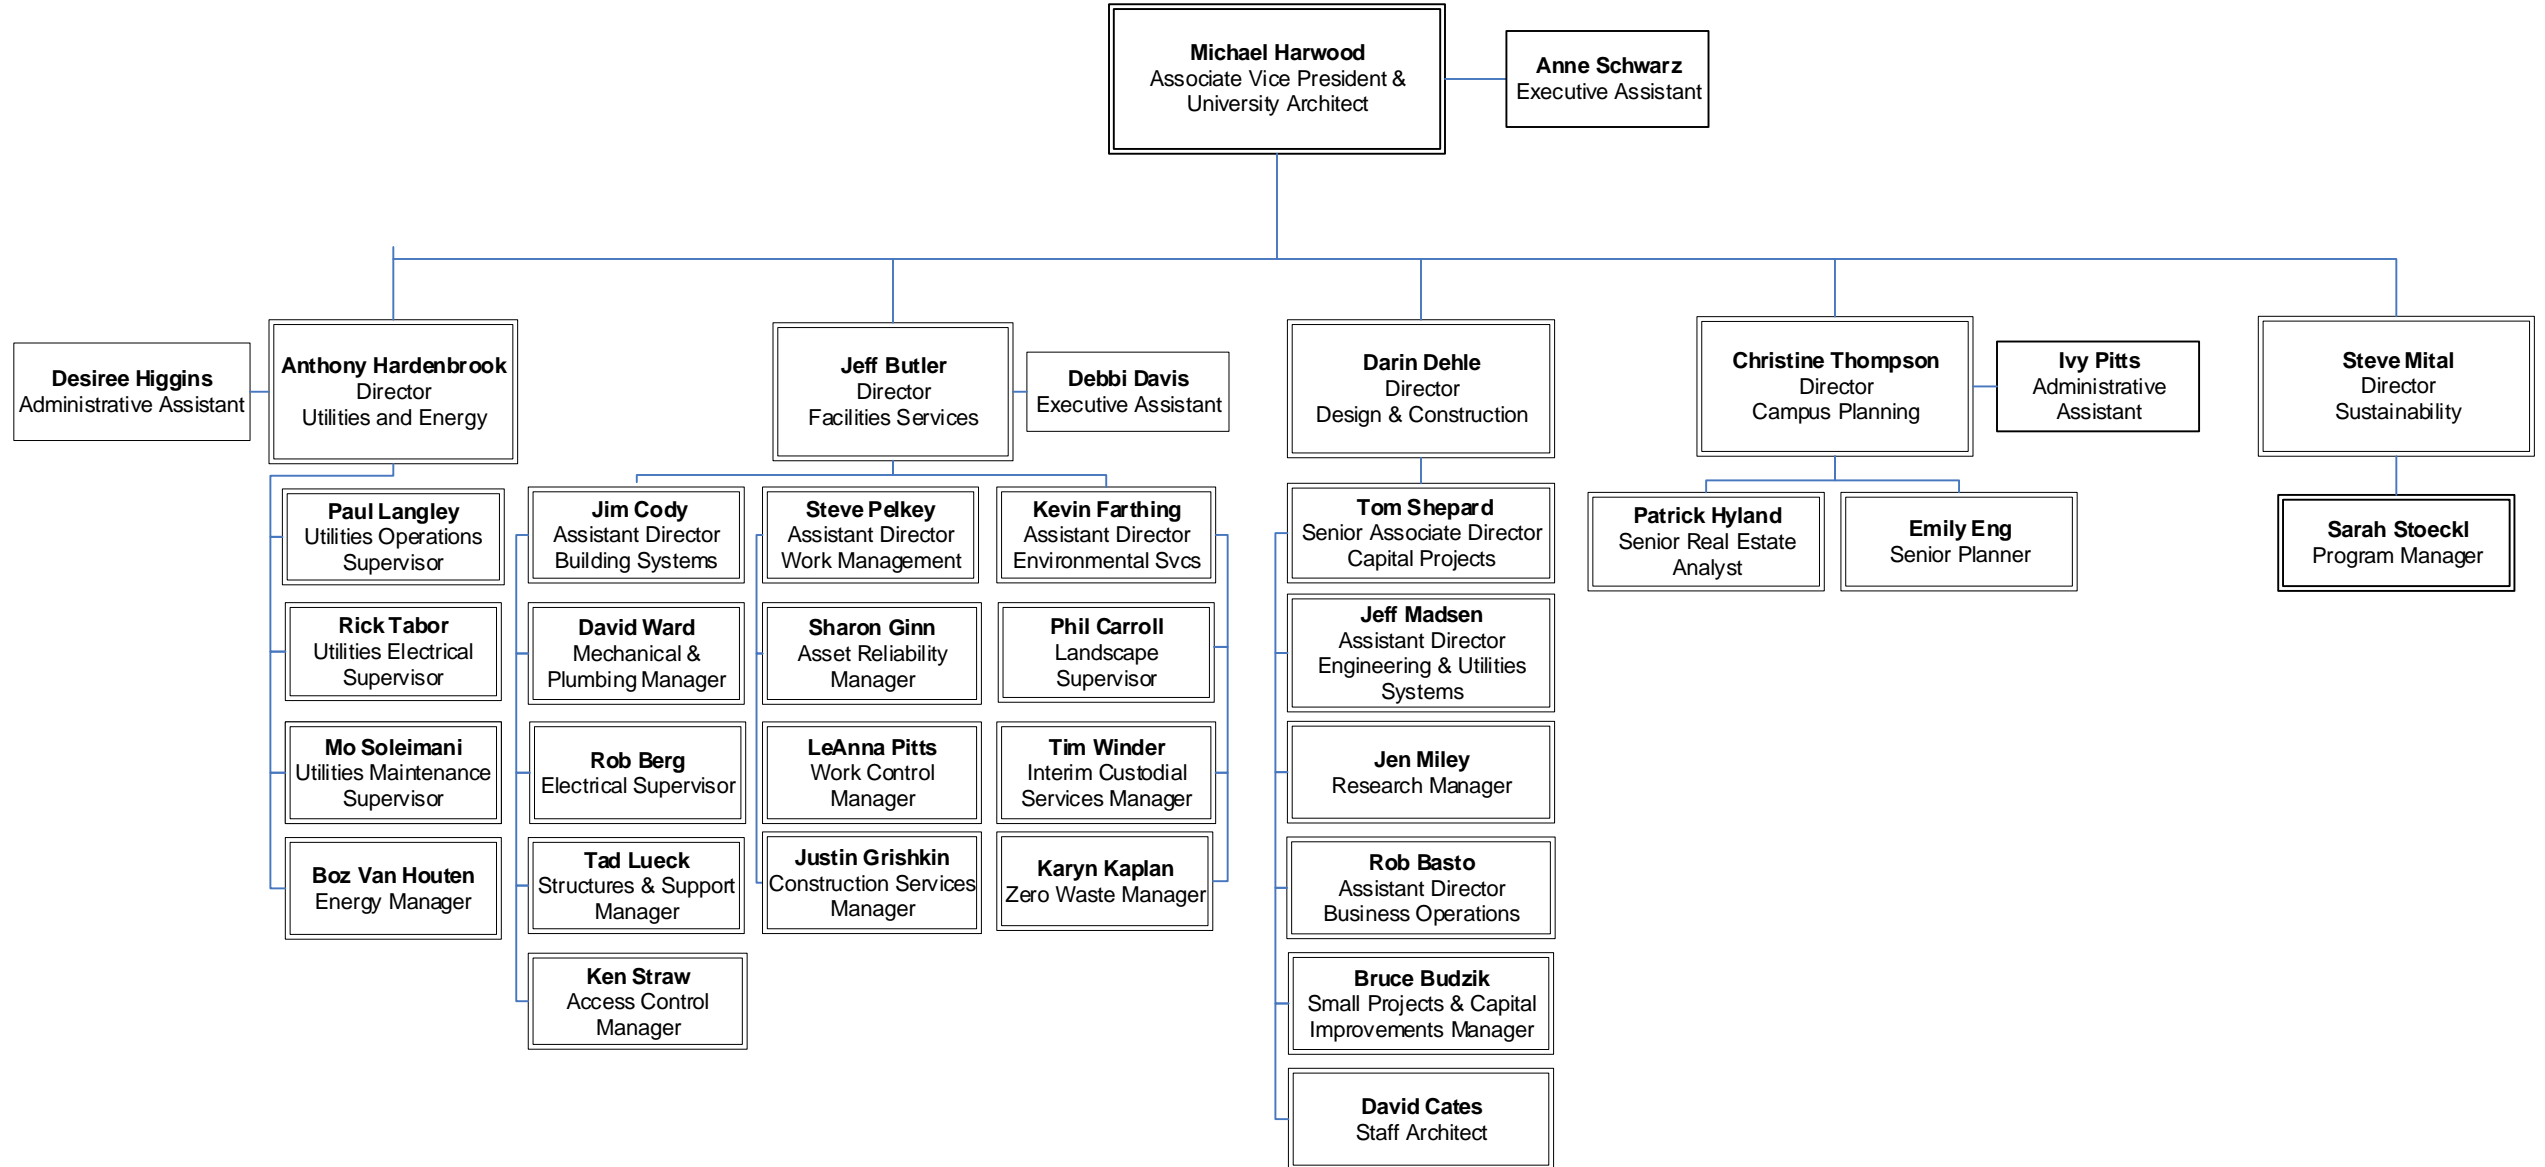 Michael Harwood
Associate Vice President &
University Architect
Anne Schwarz
Executive Assistant
Desiree Higgins
Administrative Assistant
Anthony Hardenbrook
Director
Utilities and Energy
Jeff Butler
Director
Facilities Services
Debbi Davis
Executive Assistant
Darin Dehle
Director
Design & Construction
Christine Thompson
Director
Campus Planning
Ivy Pitts
Administrative
Assistant
Steve Mital
Director
Sustainability
Paul Langley
Utilities Operations
Supervisor
Rick Tabor
Utilities Electrical
Supervisor
Mo Soleimani
Utilities Maintenance
Supervisor
Boz Van Houten
Energy Manager
Jim Cody
Assistant Director
Building Systems
David Ward
Mechanical &
Plumbing Manager
Rob Berg
Electrical Supervisor
Tad Lueck
Structures & Support
Manager
Ken Straw
Access Control
Manager
Steve Pelkey
Assistant Director
Work Management
Sharon Ginn
Asset Reliability
Manager
LeAnna Pitts
Work Control
Manager
Justin Grishkin
Construction Services
Manager
Kevin Farthing
Assistant Director
Environmental Svcs
Phil Carroll
Landscape
Supervisor
Tim Winder
Interim Custodial
Services Manager
Karyn Kaplan
Zero Waste Manager
Tom Shepard
Senior Associate Director
Capital Projects
Jeff Madsen
Assistant Director
Engineering & Utilities
Systems
Jen Miley
Research Manager
Rob Basto
Assistant Director
Business Operations
Bruce Budzik
Small Projects & Capital
Improvements Manager
David Cates
Staff Architect
Patrick Hyland
Senior Real Estate
Analyst
Emily Eng
Senior Planner
Sarah Stoeckl
Program Manager